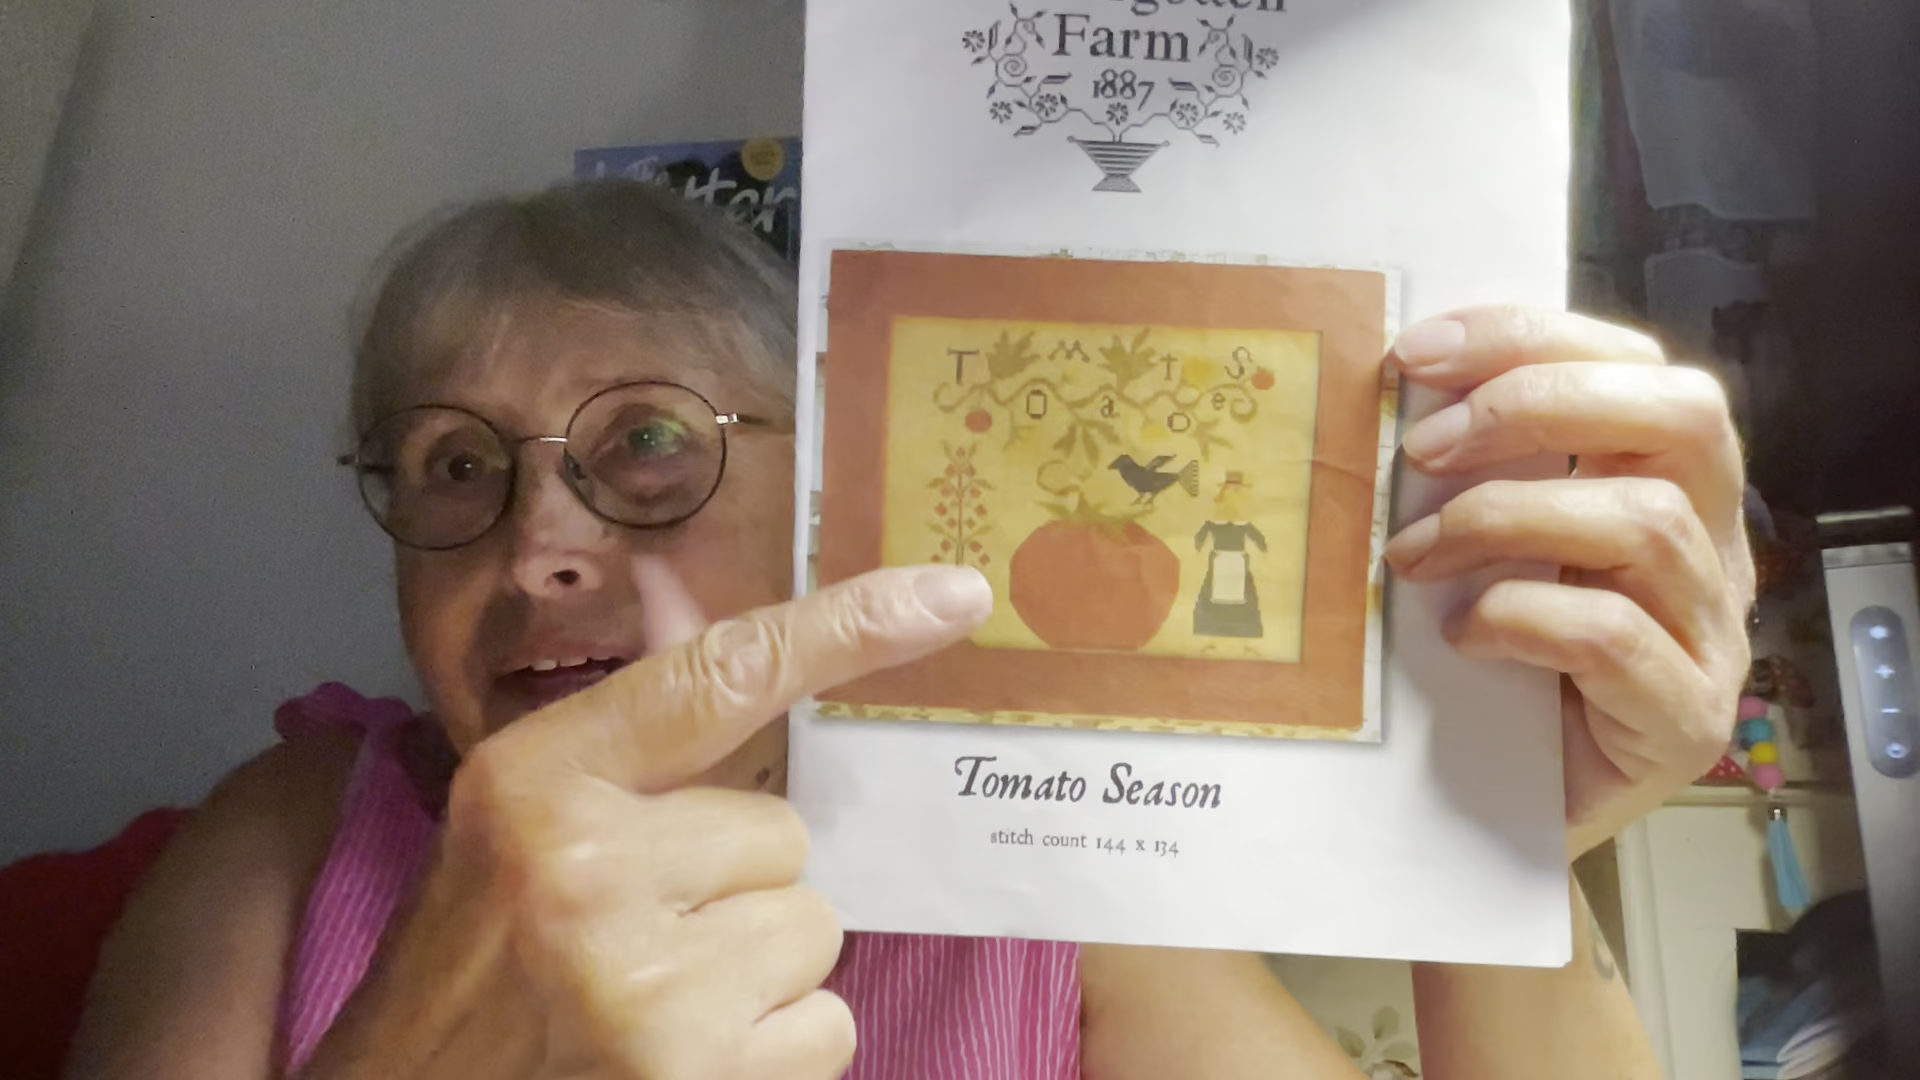 Farm
1887
T m t S
o a o e
Tomato Season
stitch count 144 x 134